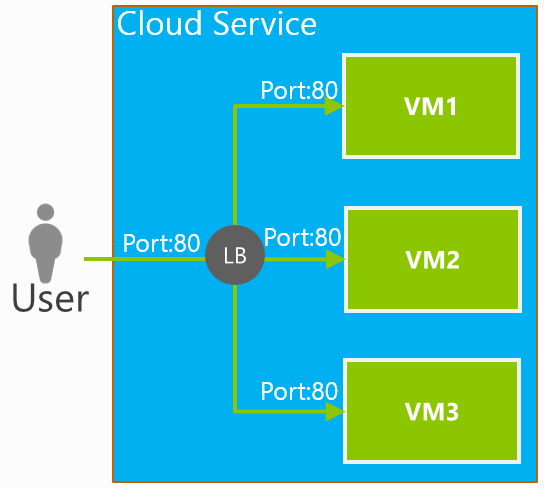 Cloud Service
Port:80
VM1
Port:80
LB
Port:80
VM2
User
Port:80
VM3